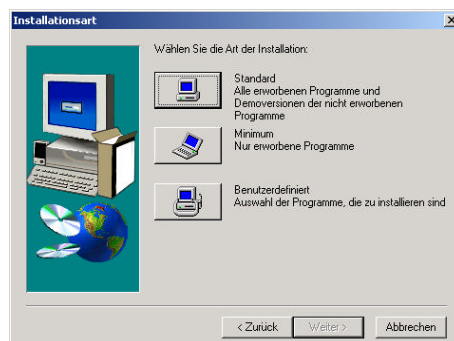 Installationsart
Wählen Sie die Art der Installation:
Standard
Alle erworbenen Programme und
Demoversionen der nicht erworbenen
Programme
Minimum
Nur erworbene Programme
Benutzerdefiniert
Auswahl der Programme, die zu installieren sind
< Zurück
Weiter >
Abbrechen